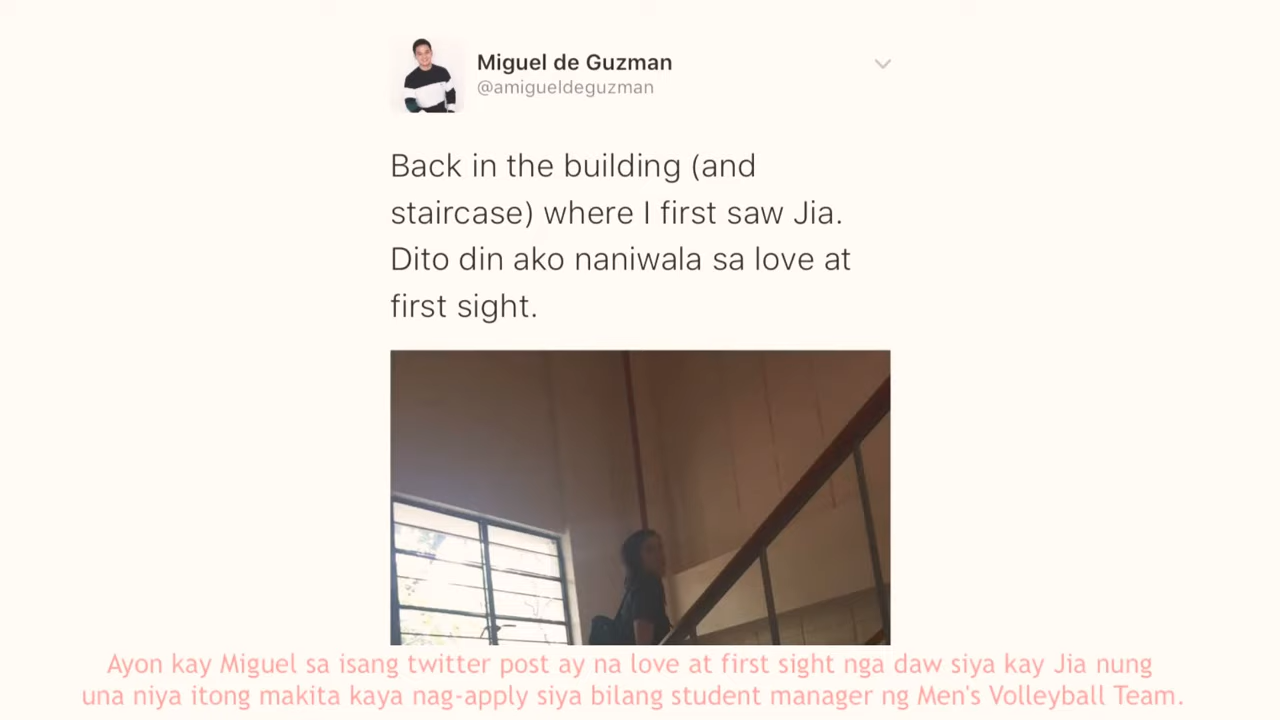 Miguel de Guzman
@amigueldeguzman
Back in the building (and
staircase) where I first saw Jia.
Dito din ako naniwala sa love at
first sight.
Ayon kay Miguel sa isang twitter post ay na love at first sight nga daw siya kay Jia nung
una niya itong makita kaya nag-apply siya bilang student manager ng Men's Volleyball Team.